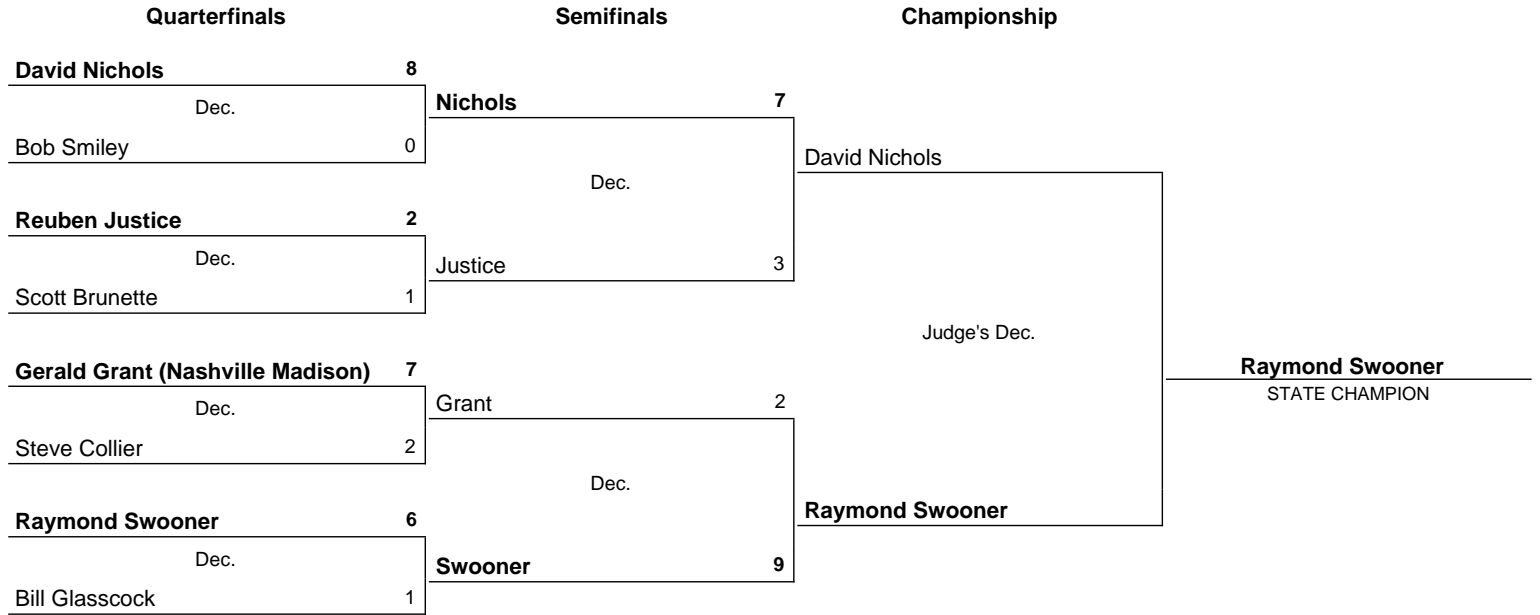 Quarterfinals Semifinals Championship
David Nichols 8
Dec.
Nichols 7
Bob Smiley 0
David Nichols
Dec.
Reuben Justice 2
Dec.
Justice 3
Scott Brunette 1
Judge's Dec.
Gerald Grant (Nashville Madison) 7
Raymond Swooner
STATE CHAMPION
Dec.
Grant 2
Steve Collier 2
Dec.
Raymond Swooner 6
Raymond Swooner
Dec.
Swooner 9
Bill Glasscock 1